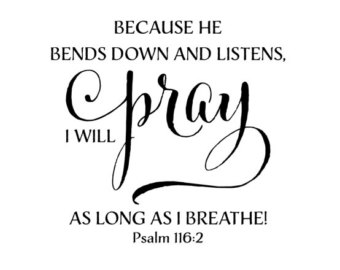 BECAUSE HE
BENDS DOWN AND LISTENS,
I WILL pray
AS LONG AS I BREATHE!
Psalm 116:2